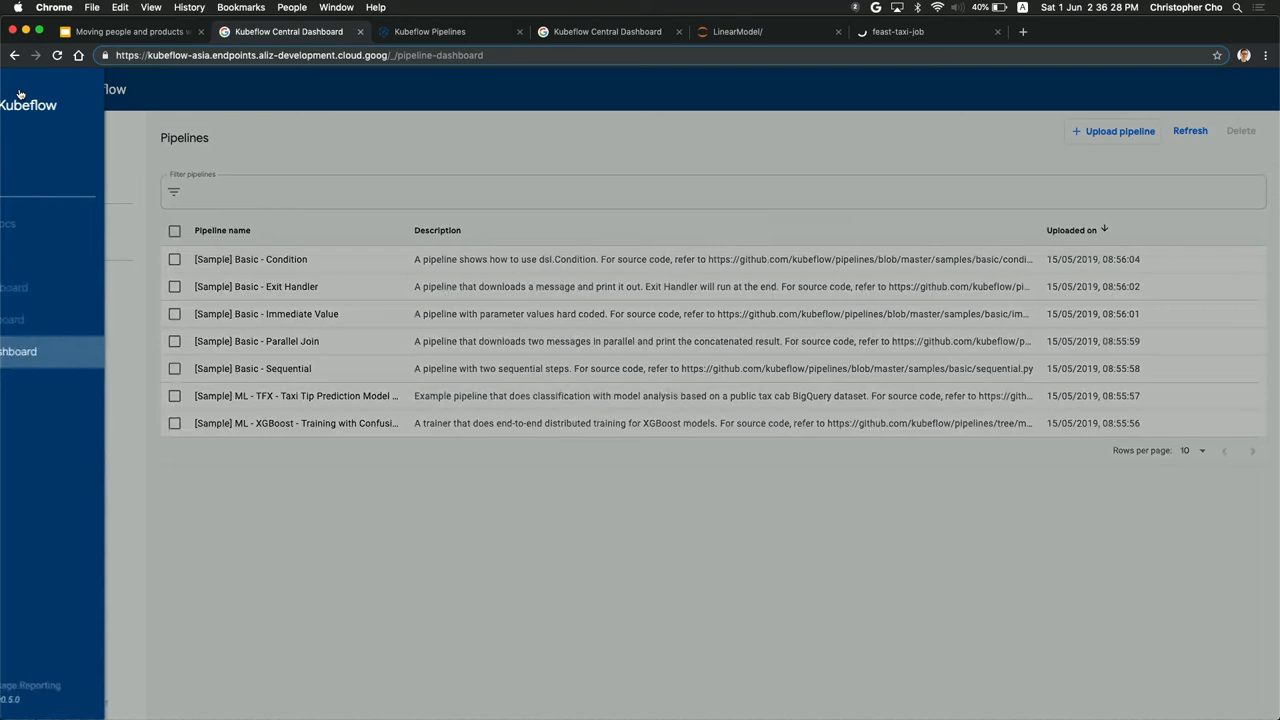 Chrome File Edit View History Bookmarks People Window Help 2 40% A Sat 1 Jun 2:36:28 PM Christopher Cho
Moving people and products w Kubeflow Central Dashboard Kubeflow Pipelines Kubeflow Central Dashboard LinearModel/ feast-taxi-job
https://kubeflow-asia.endpoints.aliz-development.cloud.goog/_/pipeline-dashboard
Kubeflow
flow
Pipelines
+ Upload pipeline Refresh Delete
Filter pipelines
ocs
Pipeline name Description Uploaded on
[Sample] Basic - Condition A pipeline shows how to use dsl.Condition. For source code, refer to https://github.com/kubeflow/pipelines/blob/master/samples/basic/condi... 15/05/2019, 08:56:04
[Sample] Basic - Exit Handler A pipeline that downloads a message and print it out. Exit Handler will run at the end. For source code, refer to https://github.com/kubeflow/pi... 15/05/2019, 08:56:02
board
[Sample] Basic - Immediate Value A pipeline with parameter values hard coded. For source code, refer to https://github.com/kubeflow/pipelines/blob/master/samples/basic/im... 15/05/2019, 08:56:01
board
[Sample] Basic - Parallel Join A pipeline that downloads two messages in parallel and print the concatenated result. For source code, refer to https://github.com/kubeflow/p... 15/05/2019, 08:55:59
shboard
[Sample] Basic - Sequential A pipeline with two sequential steps. For source code, refer to https://github.com/kubeflow/pipelines/blob/master/samples/basic/sequential.py 15/05/2019, 08:55:58
[Sample] ML - TFX - Taxi Tip Prediction Model ... Example pipeline that does classification with model analysis based on a public tax cab BigQuery dataset. For source code, refer to https://gith... 15/05/2019, 08:55:57
[Sample] ML - XGBoost - Training with Confusi... A trainer that does end-to-end distributed training for XGBoost models. For source code, refer to https://github.com/kubeflow/pipelines/tree/m... 15/05/2019, 08:55:56
Rows per page: 10
age Reporting
0.5.0